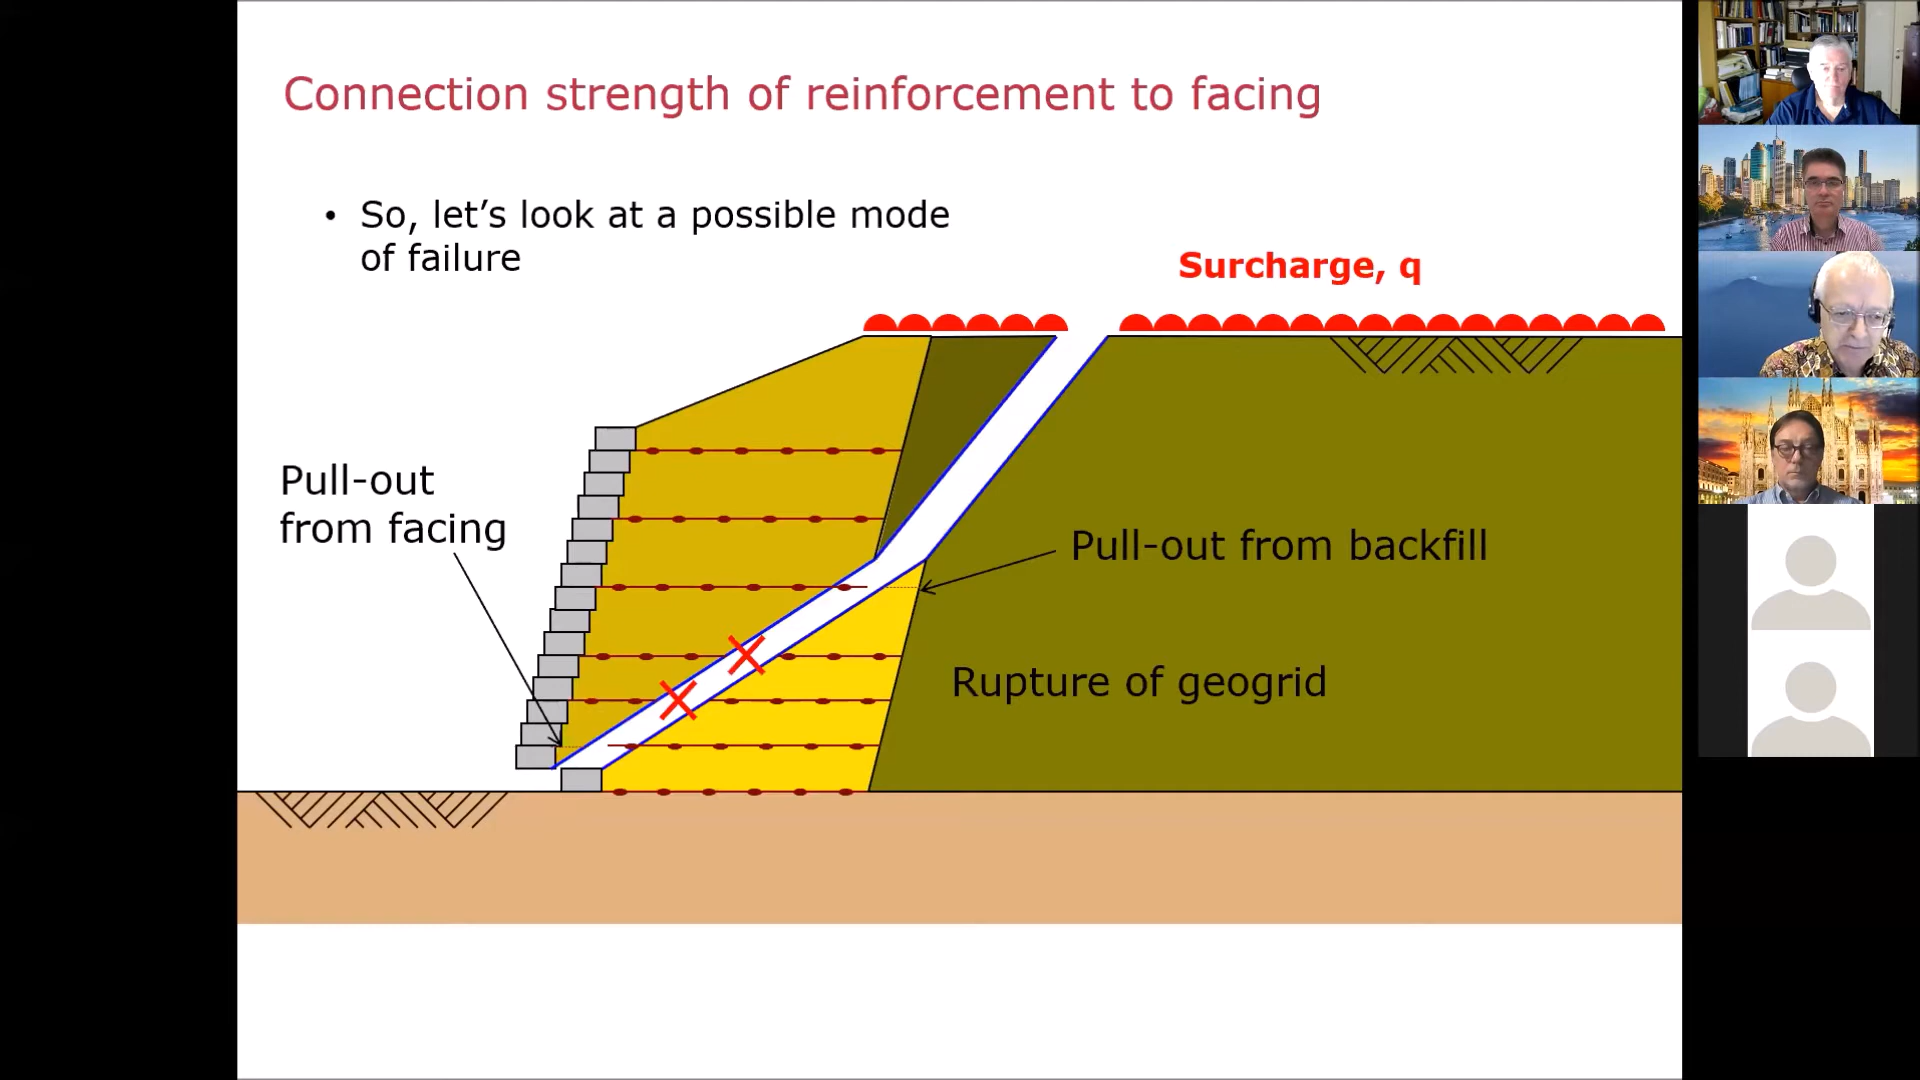 Connection strength of reinforcement to facing
• So, let’s look at a possible mode
of failure
Surcharge, q
Pull-out
from facing
Pull-out from backfill
Rupture of geogrid